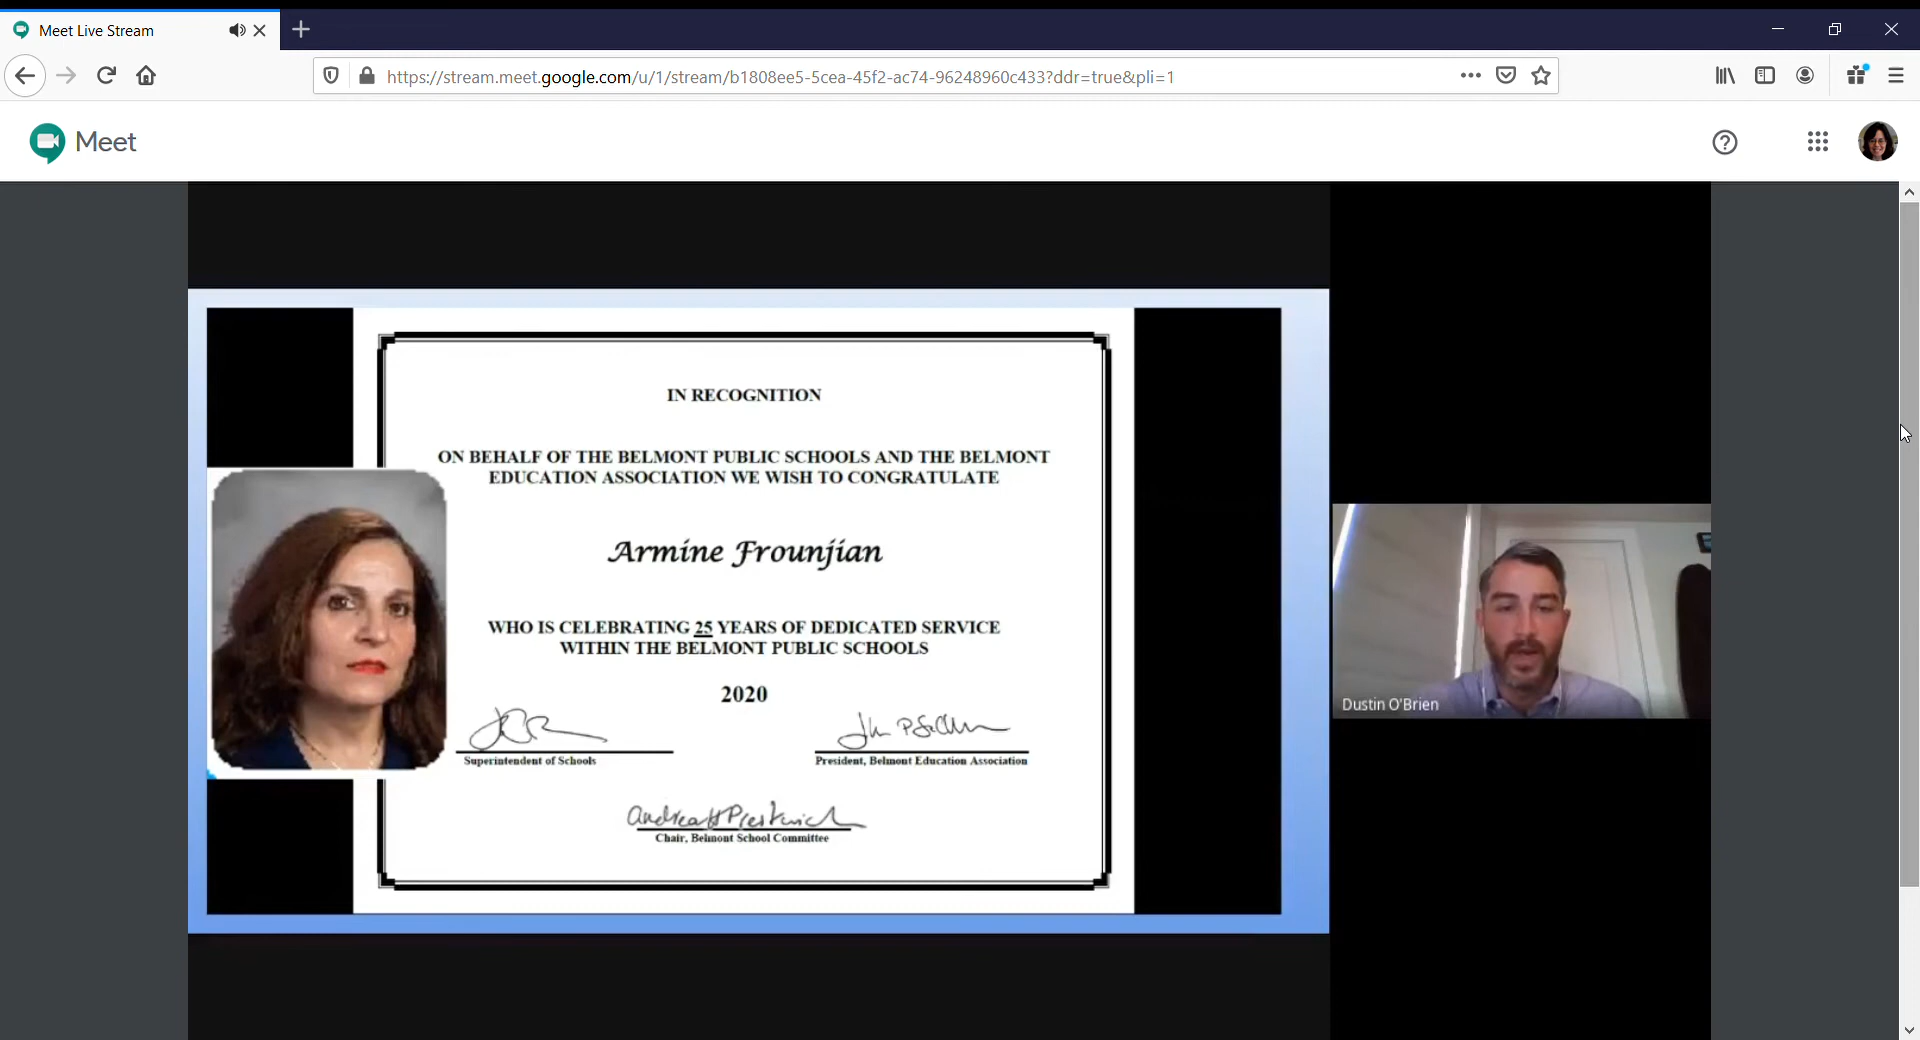 Meet Live Stream
https://stream.meet.google.com/u/1/stream/b1808ee5-5cea-45f2-ac74-96248960c433?ddr=true&pli=1
Meet
IN RECOGNITION
ON BEHALF OF THE BELMONT PUBLIC SCHOOLS AND THE BELMONT
EDUCATION ASSOCIATION WE WISH TO CONGRATULATE
Armine Frounjian
WHO IS CELEBRATING 25 YEARS OF DEDICATED SERVICE
WITHIN THE BELMONT PUBLIC SCHOOLS
2020
Superintendent of Schools
President, Belmont Education Association
Andrea Prestwich
Chair, Belmont School Committee
Dustin O'Brien